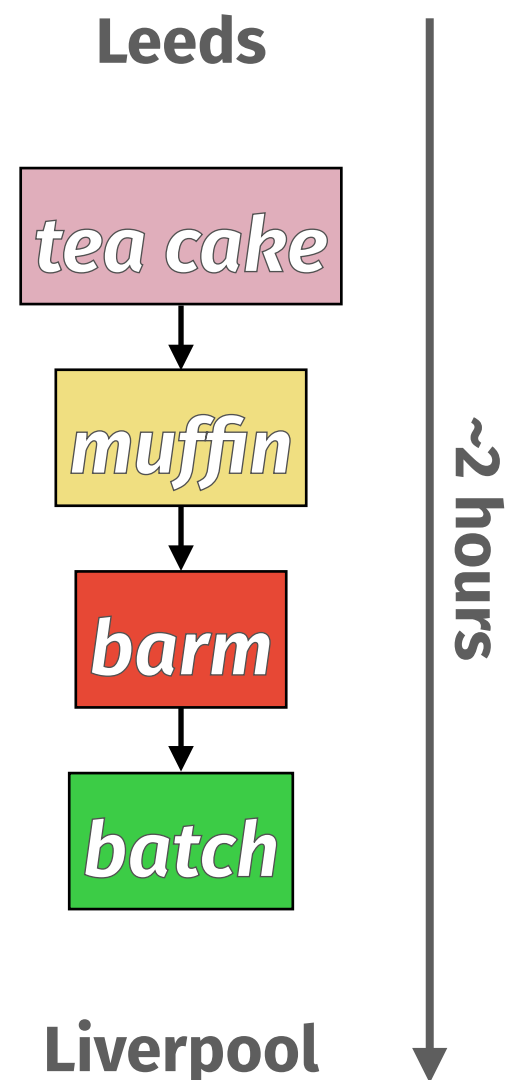 Leeds
tea cake
muffin
barm
batch
~2 hours
Liverpool